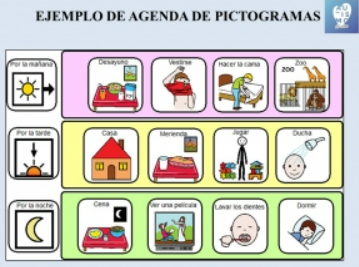 EJEMPLO DE AGENDA DE PICTOGRAMAS
Por la mañana
Desayuno
Vestirse
Hacer la cama
Zoo
ZOO
Por la tarde
Casa
Merienda
Jugar
Ducha
Por la noche
Cena
Ver una película
Lavar los dientes
Dormir